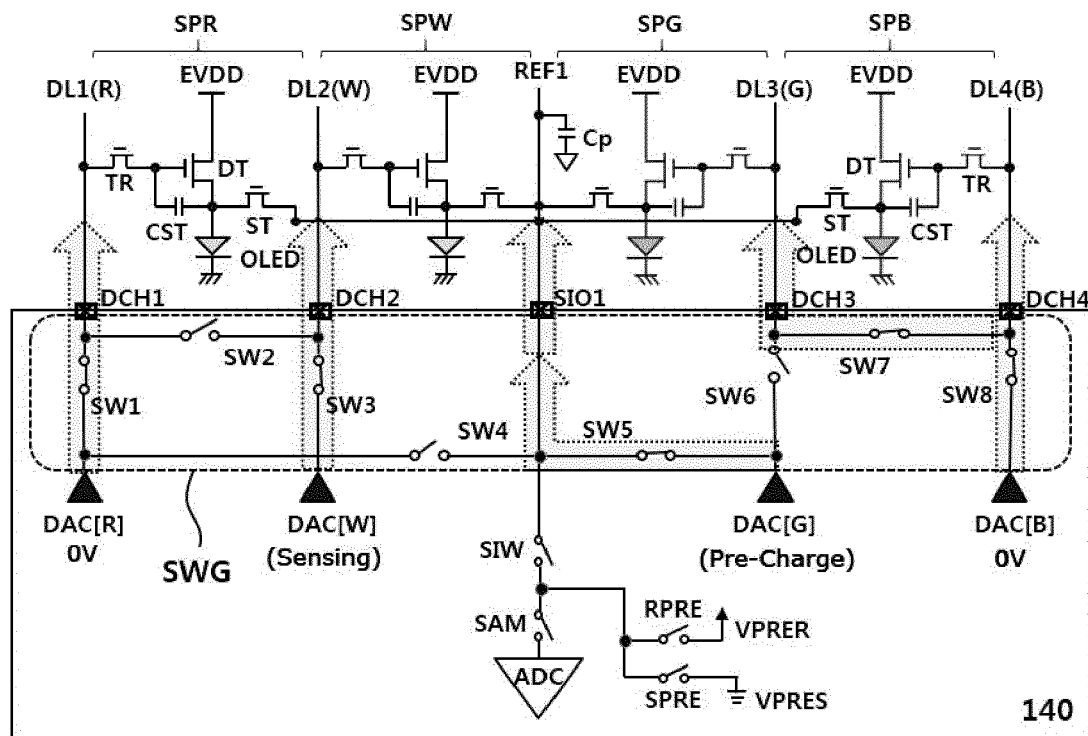 SPR SPW SPG SPB
EVDD EVDD REF1 EVDD EVDD
DL1(R) DL2(W) DL3(G) DL4(B)
Cp
DT DT
TR TR
ST ST
CST CST
OLED OLED
DCH1 DCH2 SIO1 DCH3 DCH4
SW2 SW7
SW1 SW3 SW6 SW8
SW4 SW5
DAC[R] DAC[W] DAC[G] DAC[B]
0V (Sensing) (Pre-Charge) 0V
SWG
SIW
RPRE
SAM VPRER
ADC
SPRE VPRES
140